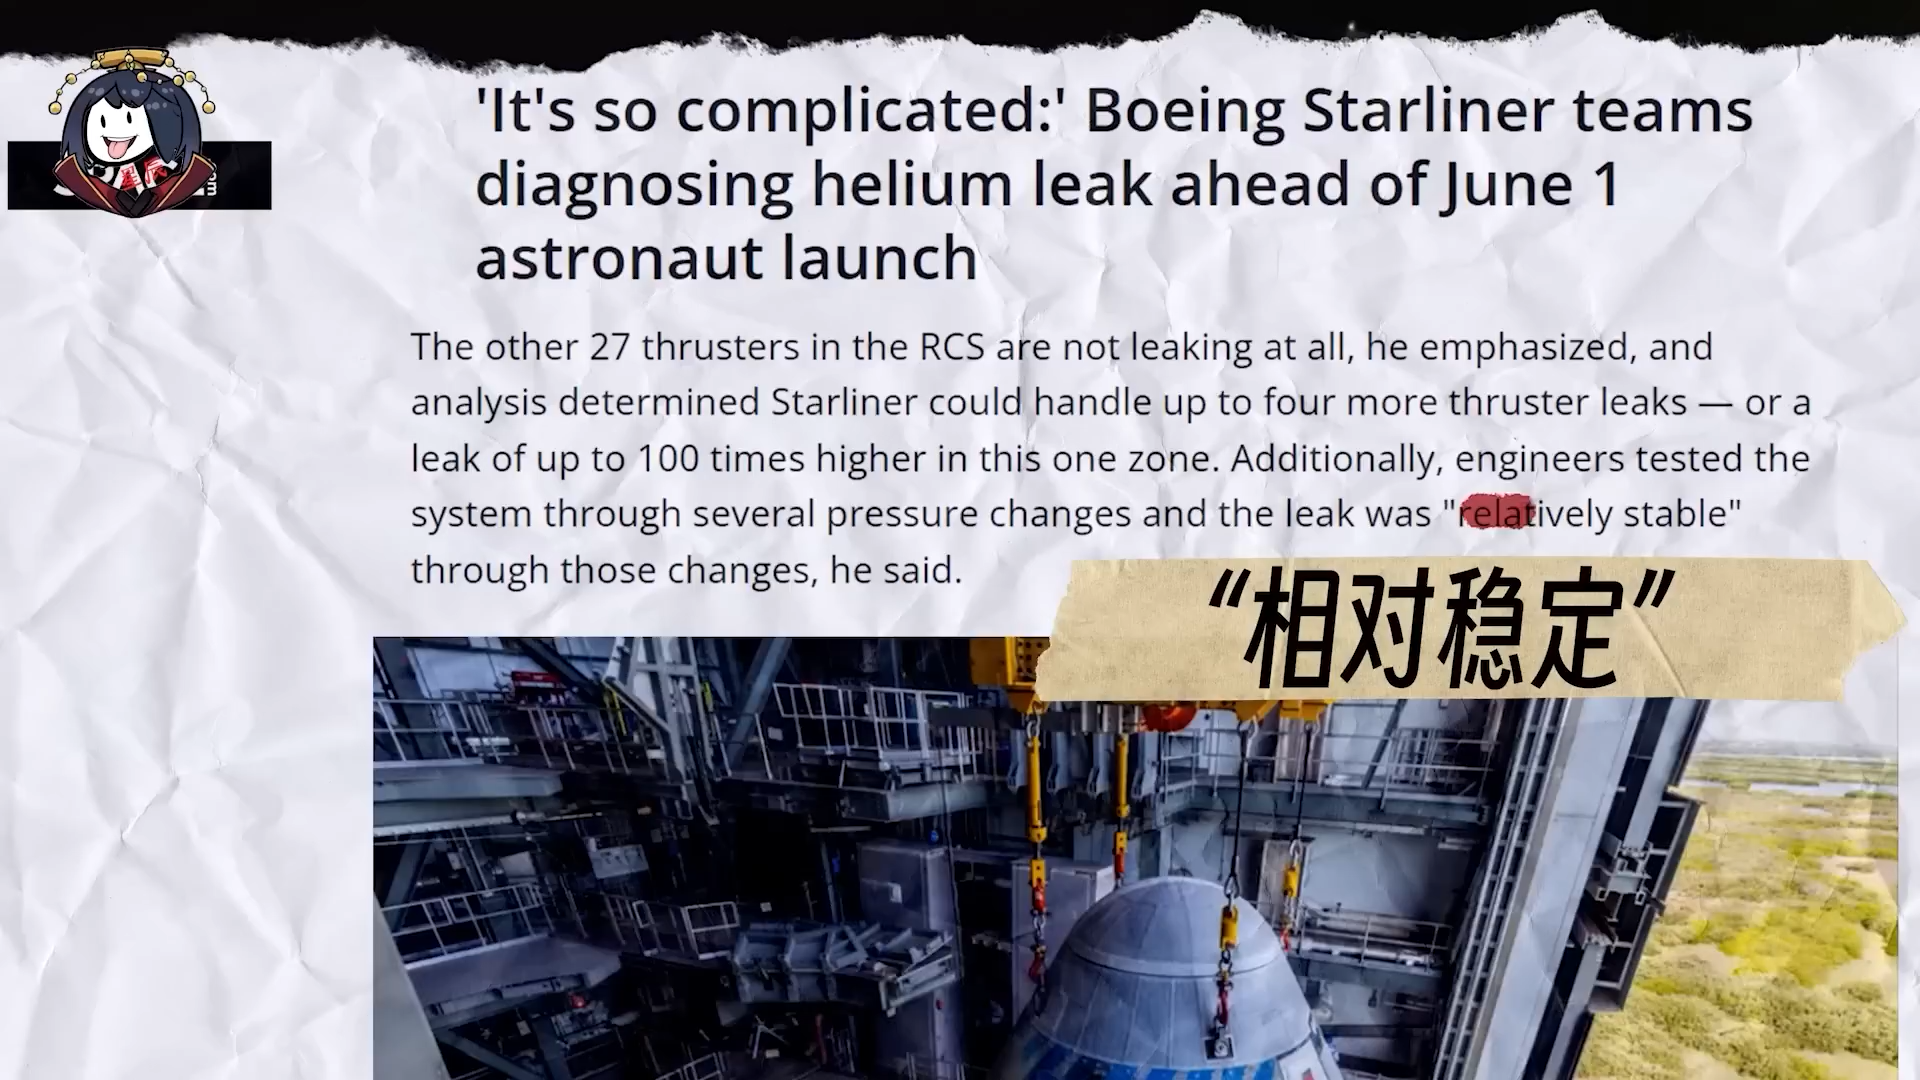 'It's so complicated:' Boeing Starliner teams
diagnosing helium leak ahead of June 1
astronaut launch
The other 27 thrusters in the RCS are not leaking at all, he emphasized, and
analysis determined Starliner could handle up to four more thruster leaks — or a
leak of up to 100 times higher in this one zone. Additionally, engineers tested the
system through several pressure changes and the leak was "relatively stable"
through those changes, he said.
“相对稳定”